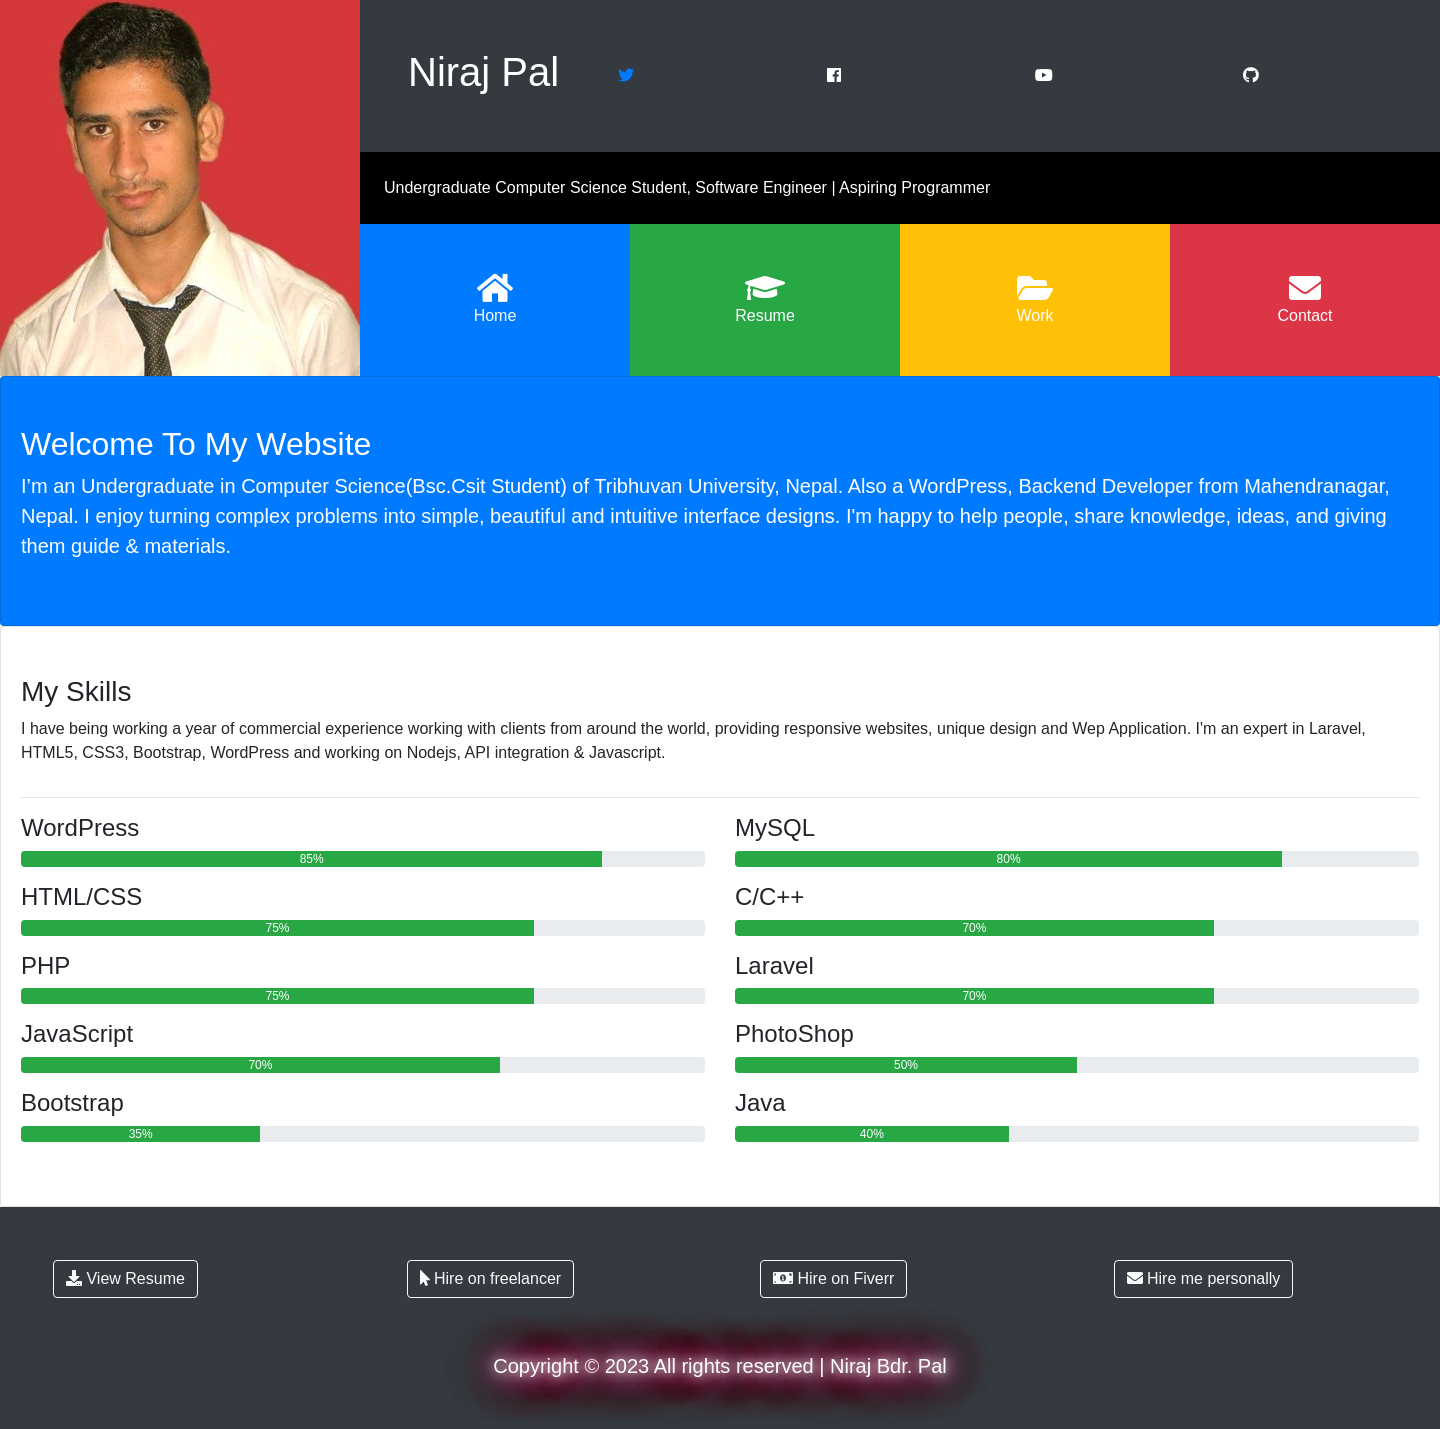 Niraj Pal
Undergraduate Computer Science Student, Software Engineer | Aspiring Programmer
Home
Resume
Work
Contact
Welcome To My Website
I’m an Undergraduate in Computer Science(Bsc.Csit Student) of Tribhuvan University, Nepal. Also a WordPress, Backend Developer from Mahendranagar,
Nepal. I enjoy turning complex problems into simple, beautiful and intuitive interface designs. I'm happy to help people, share knowledge, ideas, and giving
them guide & materials.
My Skills
I have being working a year of commercial experience working with clients from around the world, providing responsive websites, unique design and Wep Application. I'm an expert in Laravel,
HTML5, CSS3, Bootstrap, WordPress and working on Nodejs, API integration & Javascript.
WordPress
85%
HTML/CSS
75%
PHP
75%
JavaScript
70%
Bootstrap
35%
MySQL
80%
C/C++
70%
Laravel
70%
PhotoShop
50%
Java
40%
View Resume
Hire on freelancer
Hire on Fiverr
Hire me personally
Copyright © 2023 All rights reserved | Niraj Bdr. Pal